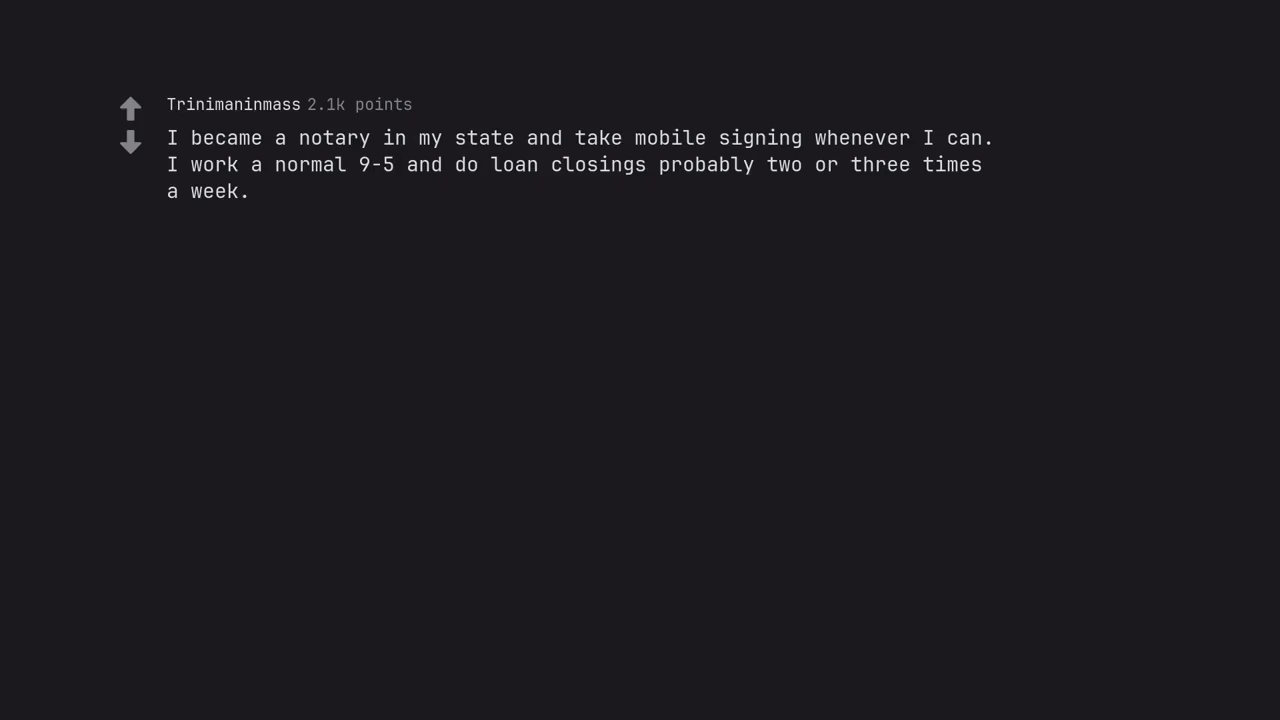 Trinimaninmass 2.1k points
I became a notary in my state and take mobile signing whenever I can.
I work a normal 9-5 and do loan closings probably two or three times
a week.